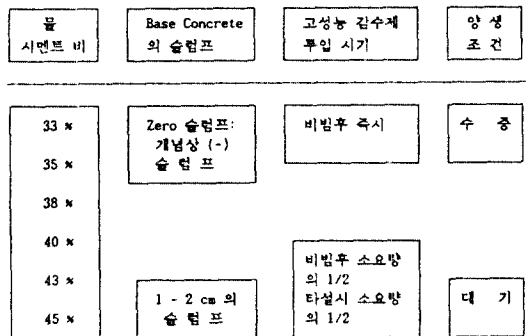 물
시멘트 비
Base Concrete
의 슬럼프
고성능 감수제
투입 시기
양 생
조 건
33 %
35 %
38 %
40 %
43 %
45 %
Zero 슬럼프:
개념상 (-)
슬 럼 프
1 - 2 cm 의
슬 럼 프
비빔후 즉시
비빔후 소요량
의 1/2
타설시 소요량
의 1/2
수 중
대 기